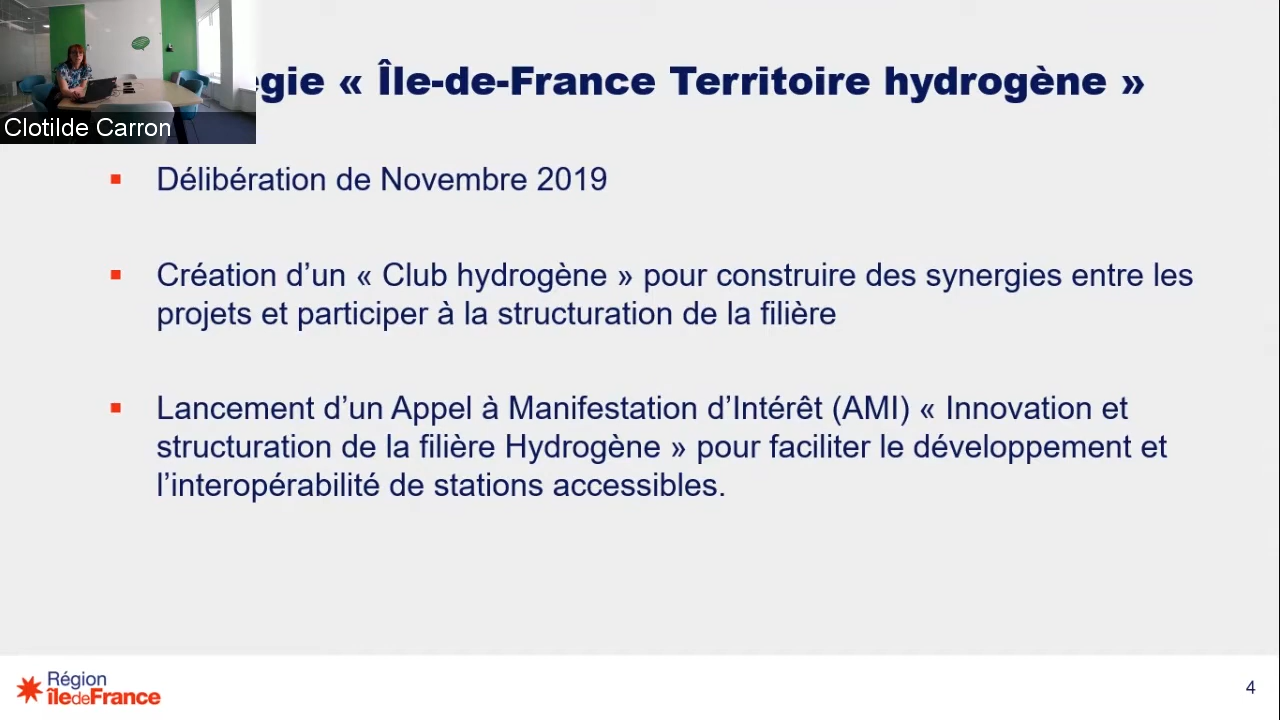 Clotilde Carron
égie « Île-de-France Territoire hydrogène »
▪ Délibération de Novembre 2019
▪ Création d’un « Club hydrogène » pour construire des synergies entre les
projets et participer à la structuration de la filière
▪ Lancement d’un Appel à Manifestation d’Intérêt (AMI) « Innovation et
structuration de la filière Hydrogène » pour faciliter le développement et
l’interopérabilité de stations accessibles.
Région
îledeFrance
4